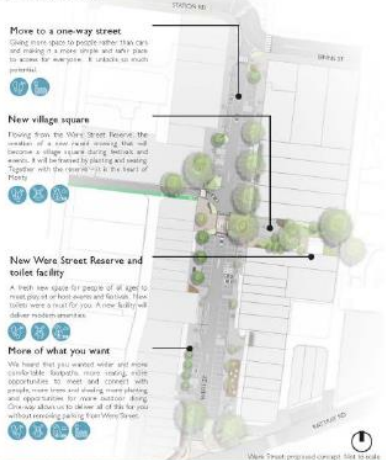 STATION RD
Move to a one-way street
Giving more space to people rather than cars
and making it a more simple and safer place
to access for everyone. It unlocks so much
potential.
New village square
Flowing from the Were Street Reserve, the
creation of a new raised crossing that will
become a village square during festivals and
events. It will be framed by planting and seating.
Together with the reserve - it is the heart of
New Were Street Reserve and
toilet facility
A fresh new space for people of all ages to
meet, play or host events and festivals. New
toilets were a must for you. A new facility will
deliver modern amenities.
More of what you want
We heard that you wanted wider and more
comfortable footpaths, more seating, more
opportunities to meet and connect with
people, more trees and shading, more planting
and opportunities for more outdoor dining.
One-way allows us to deliver all of this for you
without removing parking from Were Street.
WERE ST
RD
Were Street proposed concept. Not to scale